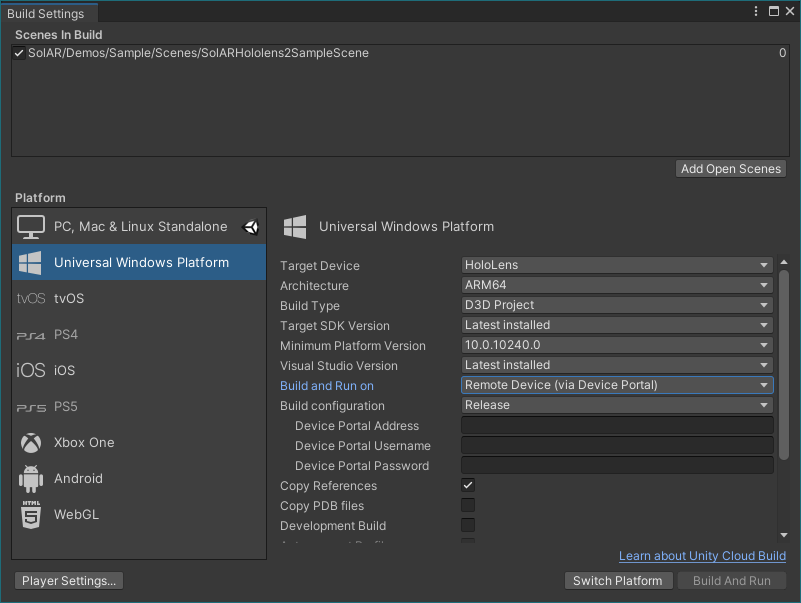 Build Settings
Scenes In Build
SolAR/Demos/Sample/Scenes/SolARHololens2SampleScene 0
Add Open Scenes
Platform
PC, Mac & Linux Standalone
Universal Windows Platform
tvOS tvOS
PS4 PS4
iOS iOS
PS5 PS5
Xbox One
Android
HTML
5 WebGL
Universal Windows Platform
Target Device HoloLens
Architecture ARM64
Build Type D3D Project
Target SDK Version Latest installed
Minimum Platform Version 10.0.10240.0
Visual Studio Version Latest installed
Build and Run on Remote Device (via Device Portal)
Build configuration Release
Device Portal Address
Device Portal Username
Device Portal Password
Copy References
Copy PDB files
Development Build
Learn about Unity Cloud Build
Player Settings...
Switch Platform
Build And Run